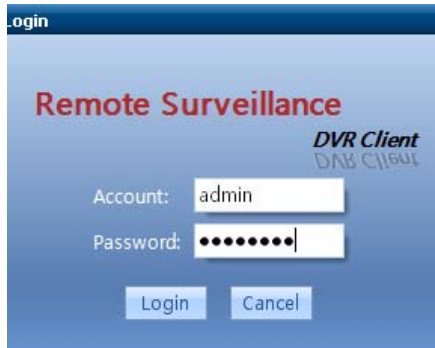 Login
Remote Surveillance
DVR Client
Account: admin
Password: ●●●●●●●●
Login Cancel